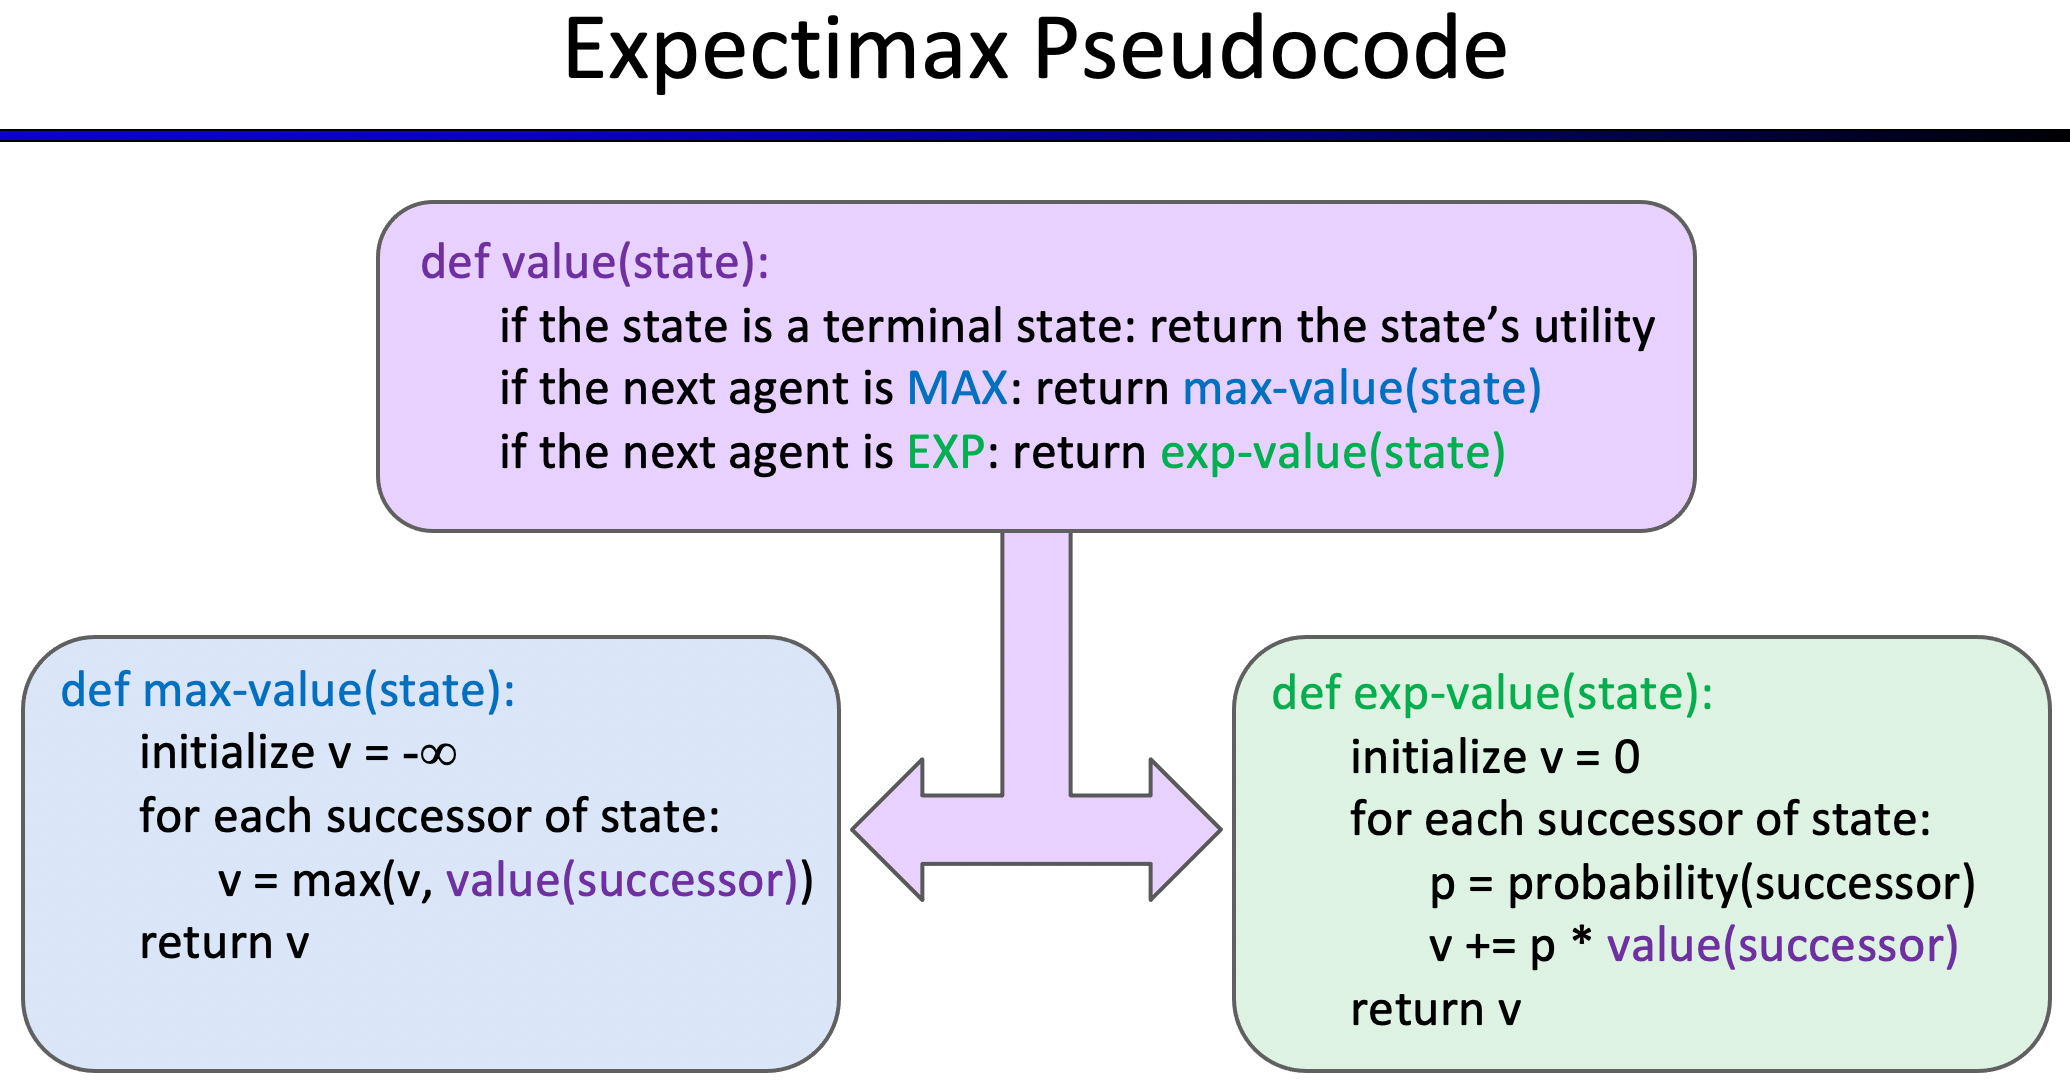 Expectimax Pseudocode
def value(state):
if the state is a terminal state: return the state’s utility
if the next agent is MAX: return max-value(state)
if the next agent is EXP: return exp-value(state)
def max-value(state):
initialize v = -∞
for each successor of state:
v = max(v, value(successor))
return v
def exp-value(state):
initialize v = 0
for each successor of state:
p = probability(successor)
v += p * value(successor)
return v